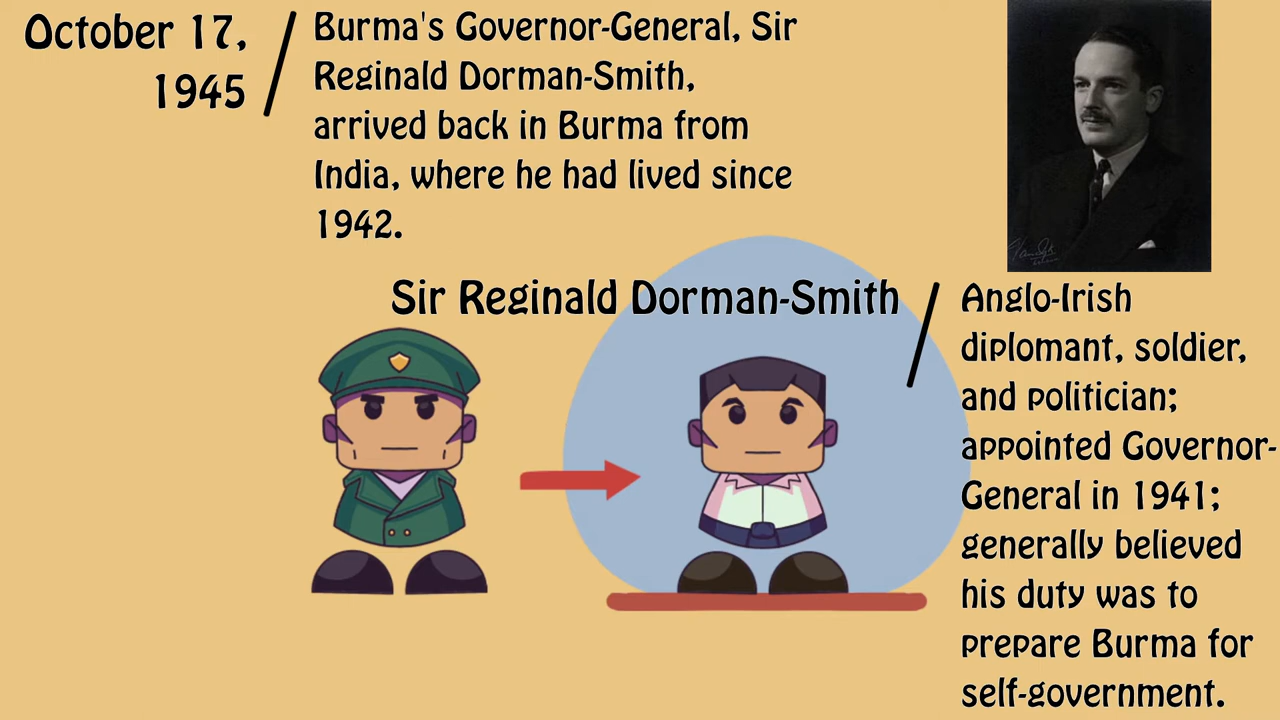 October 17,
1945
Burma's Governor-General, Sir
Reginald Dorman-Smith,
arrived back in Burma from
India, where he had lived since
1942.
Sir Reginald Dorman-Smith
Anglo-Irish
diplomant, soldier,
and politician;
appointed Governor-
General in 1941;
generally believed
his duty was to
prepare Burma for
self-government.